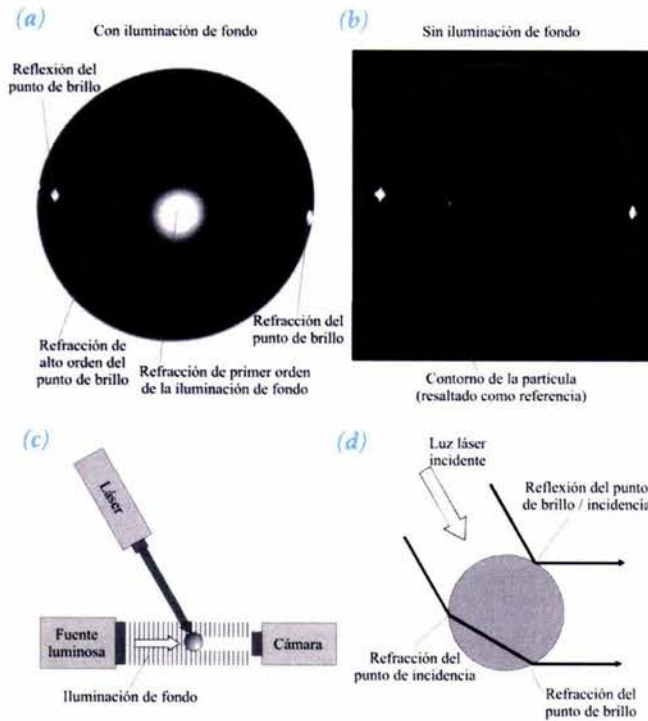 (a)
Con iluminación de fondo
Reflexión del
punto de brillo
Refracción de
alto orden del
punto de brillo
Refracción de primer orden
de la iluminación de fondo
Refracción del
punto de brillo
(b)
Sin iluminación de fondo
Contorno de la partícula
(resaltado como referencia)
(c)
Láser
Fuente
luminosa
Cámara
Iluminación de fondo
(d)
Luz láser
incidente
Reflexión del punto
de brillo / incidencia
Refracción del
punto de incidencia
Refracción del
punto de brillo